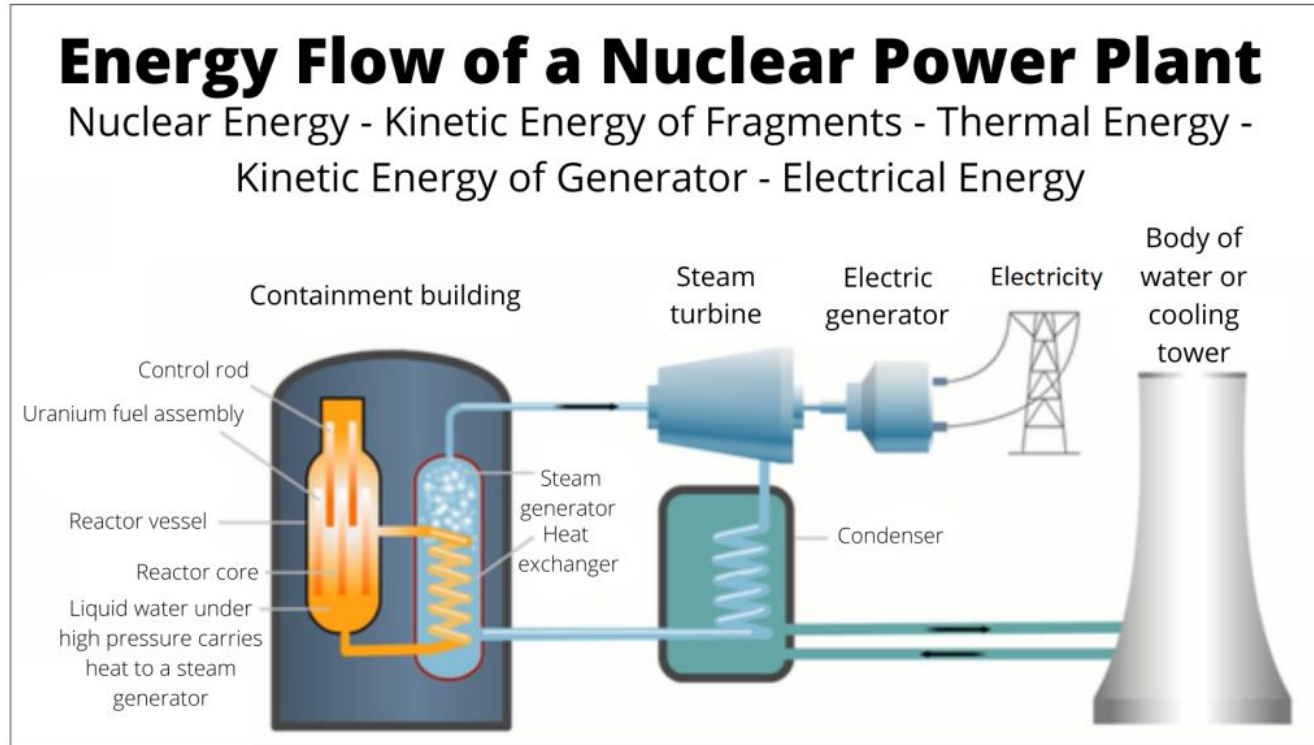 Energy Flow of a Nuclear Power Plant
Nuclear Energy - Kinetic Energy of Fragments - Thermal Energy -
Kinetic Energy of Generator - Electrical Energy
Containment building
Steam
turbine
Electric
generator
Electricity
Body of
water or
cooling
tower
Control rod
Uranium fuel assembly
Reactor vessel
Reactor core
Liquid water under
high pressure carries
heat to a steam
generator
Steam
generator
Heat
exchanger
Condenser